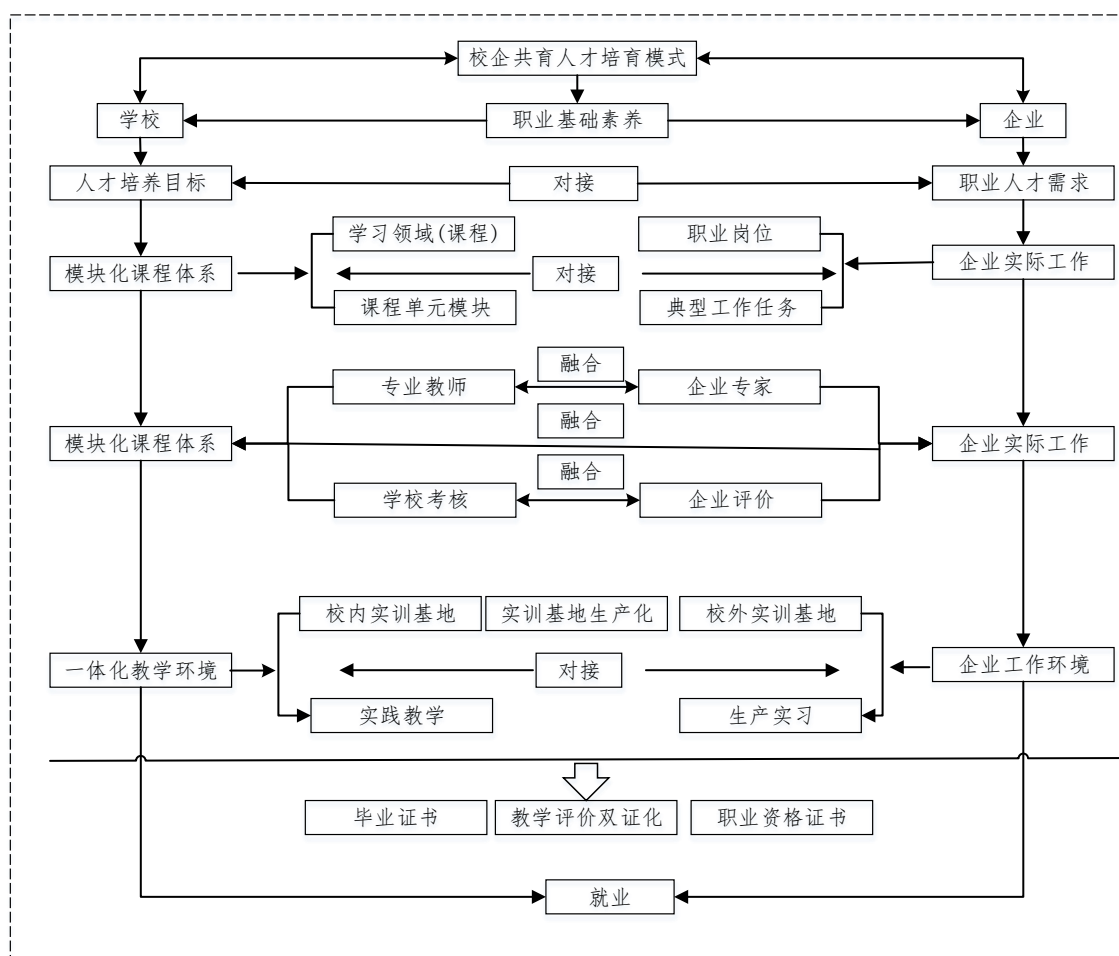 校企共育人才培育模式
学校
职业基础素养
企业
人才培养目标
对接
职业人才需求
学习领域(课程)
职业岗位
模块化课程体系
对接
企业实际工作
课程单元模块
典型工作任务
融合
专业教师
企业专家
融合
模块化课程体系
企业实际工作
融合
学校考核
企业评价
校内实训基地
实训基地生产化
校外实训基地
一体化教学环境
对接
企业工作环境
实践教学
生产实习
毕业证书
教学评价双证化
职业资格证书
就业